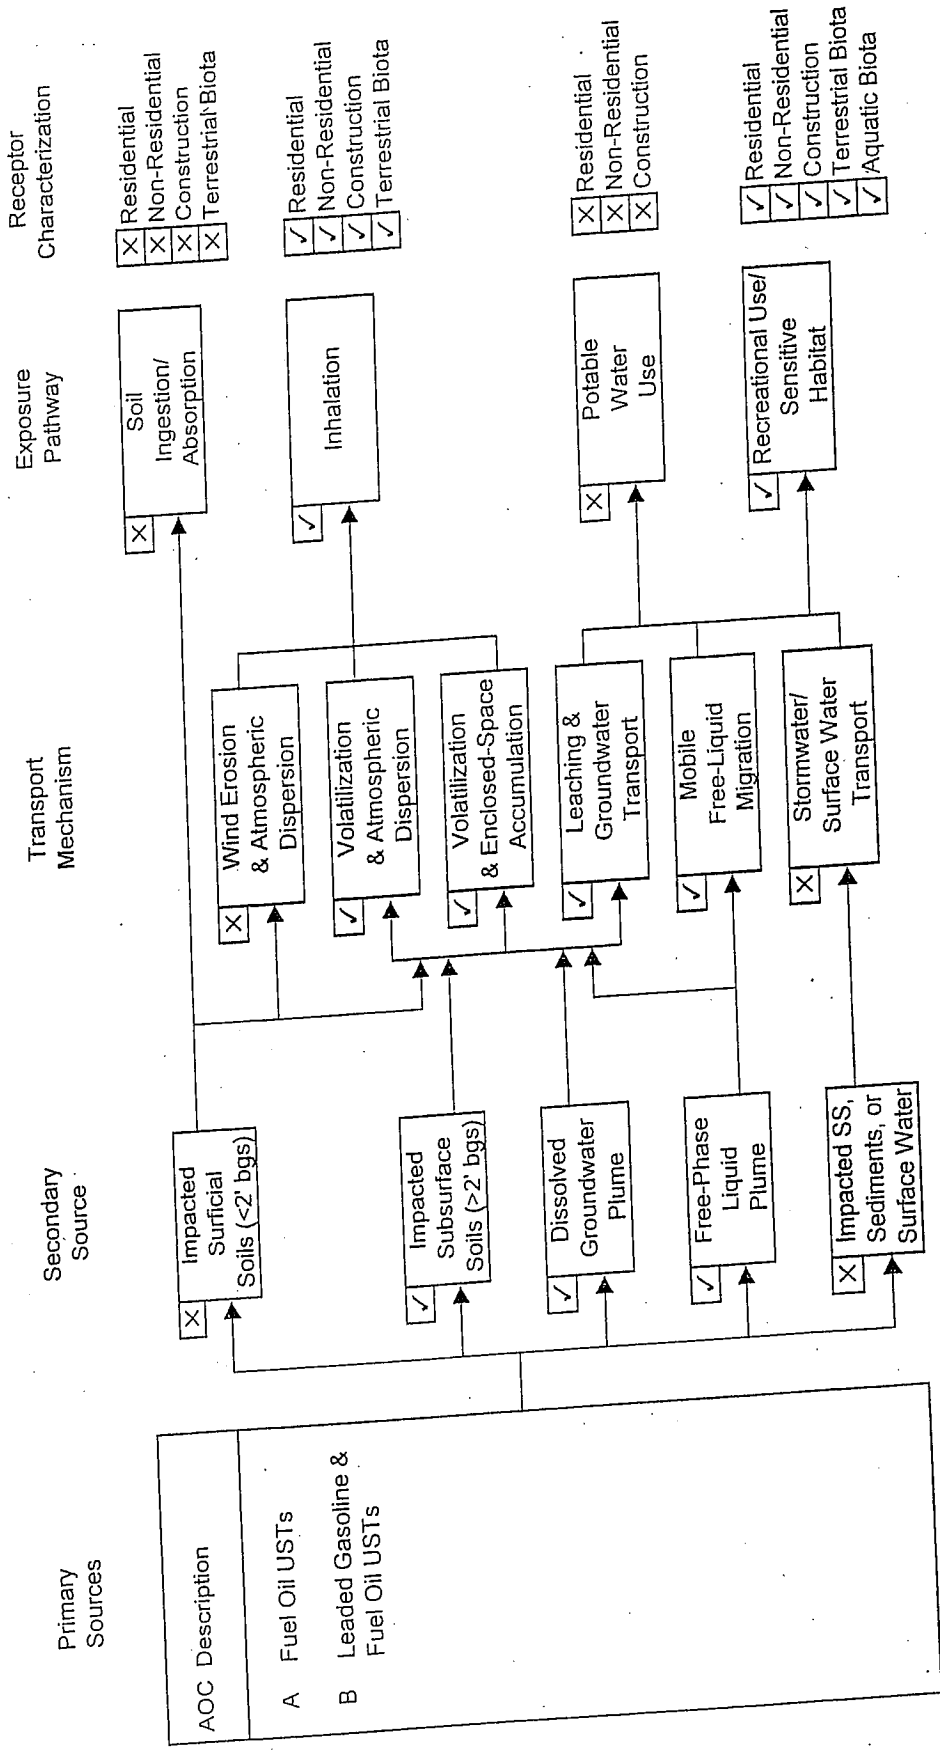 Primary
Sources
Secondary
Source
Transport
Mechanism
Exposure
Pathway
Receptor
Characterization
AOC Description
A Fuel Oil USTs
B Leaded Gasoline &
Fuel Oil USTs
Impacted
Surficial
Soils (<2' bgs)
Impacted
Subsurface
Soils (>2' bgs)
Dissolved
Groundwater
Plume
Free-Phase
Liquid
Plume
Impacted SS,
Sediments, or
Surface Water
Wind Erosion
& Atmospheric
Dispersion
Volatilization
& Atmospheric
Dispersion
Volatilization
& Enclosed-Space
Accumulation
Leaching &
Groundwater
Transport
Mobile
Free-Liquid
Migration
Stormwater/
Surface Water
Transport
Soil
Ingestion/
Absorption
Inhalation
Potable
Water
Use
Recreational Use/
Sensitive
Habitat
Residential
Non-Residential
Construction
Terrestrial Biota
Residential
Non-Residential
Construction
Terrestrial Biota
Residential
Non-Residential
Construction
Residential
Non-Residential
Construction
Terrestrial Biota
Aquatic Biota